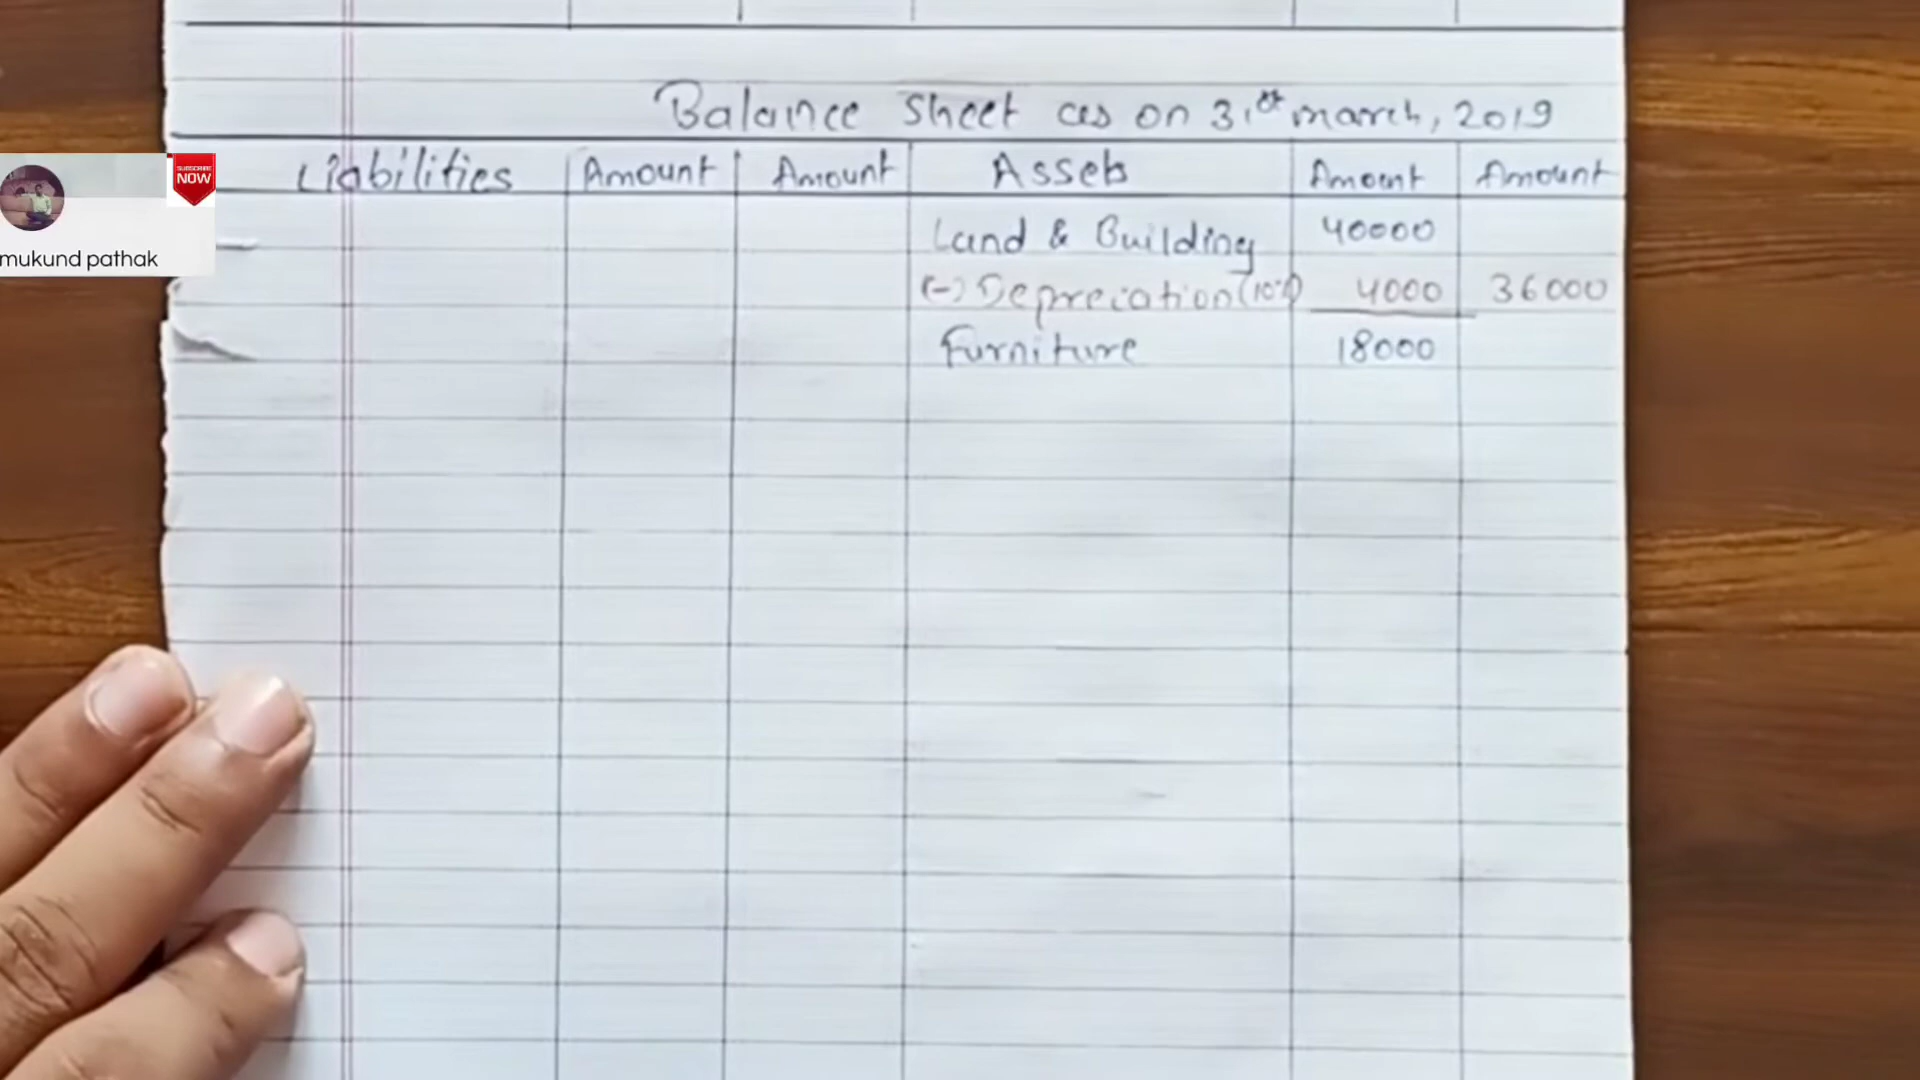 Balance Sheet as on 31st march, 2019
Liabilities Amount Amount Assets Amount Amount
Land & Building 40000
(-) Depreciation (10%) 4000 36000
Furniture 18000
SUBSCRIBE
NOW
mukund pathak